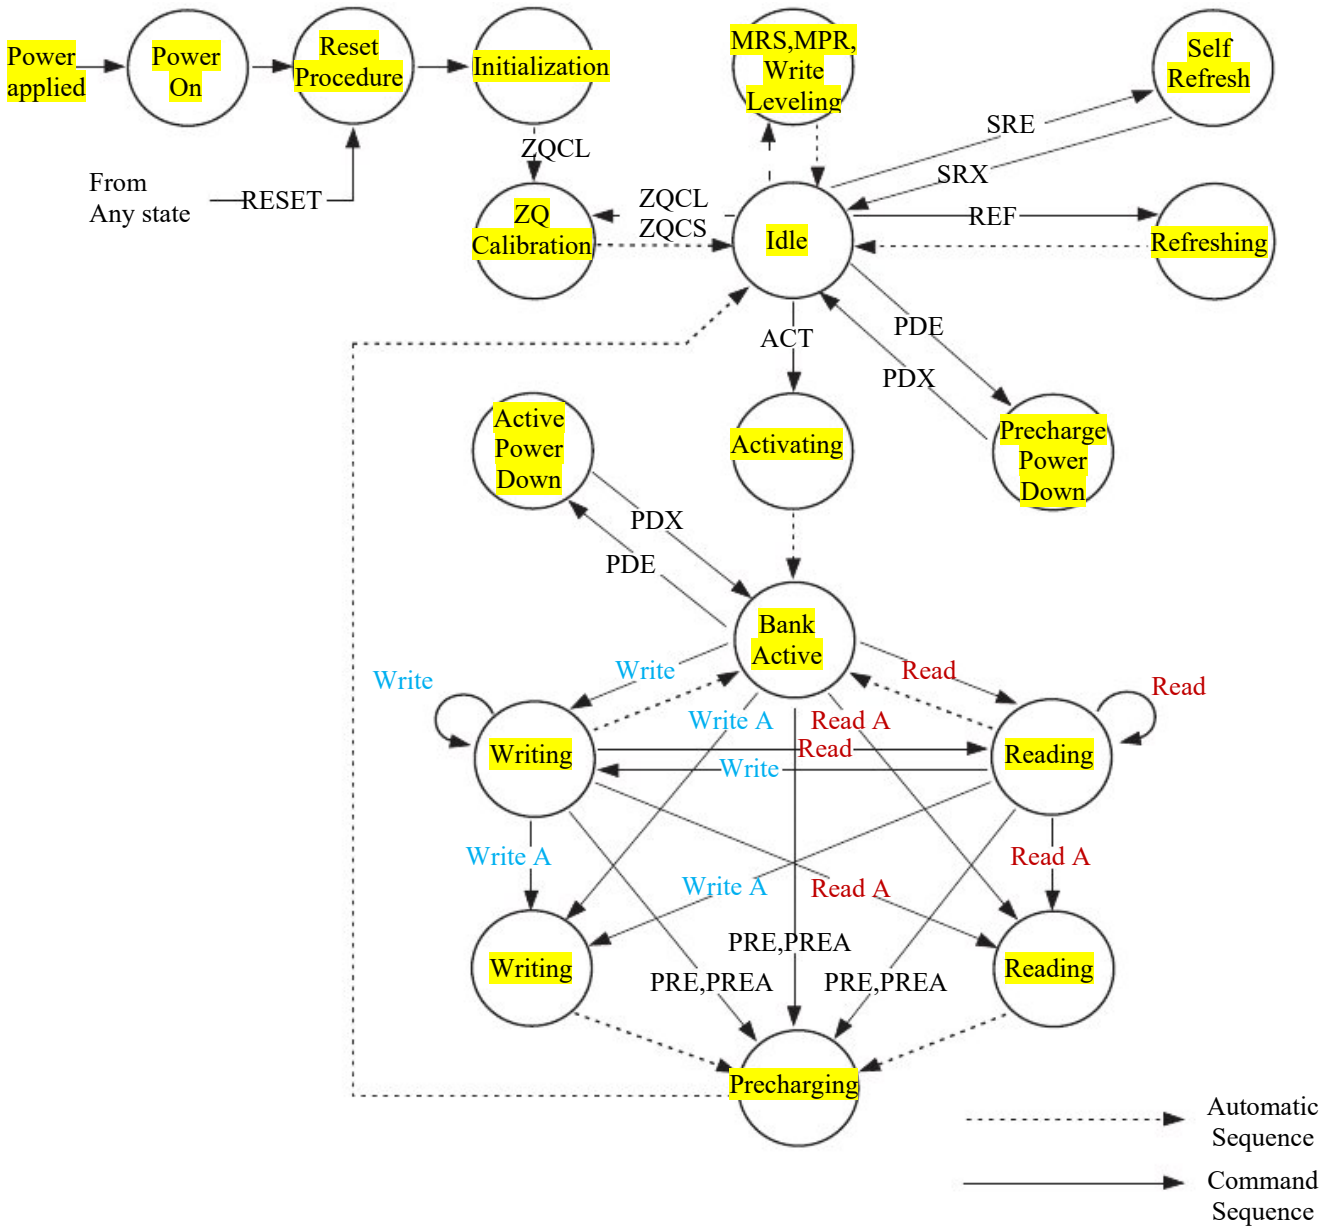 Power
applied
Power
On
Reset
Procedure
Initialization
MRS,MPR,
Write
Leveling
Self
Refresh
From
Any state
RESET
ZQCL
SRE
SRX
ZQ
Calibration
ZQCL
ZQCS
Idle
REF
Refreshing
ACT
PDE
PDX
Active
Power
Down
Activating
Precharge
Power
Down
PDX
PDE
Bank
Active
Write
Write
Read
Read
Write A
Read A
Writing
Read
Write
Reading
Write A
Write A
Read A
Read A
Writing
PRE,PREA
PRE,PREA
PRE,PREA
Reading
Precharging
Automatic
Sequence
Command
Sequence